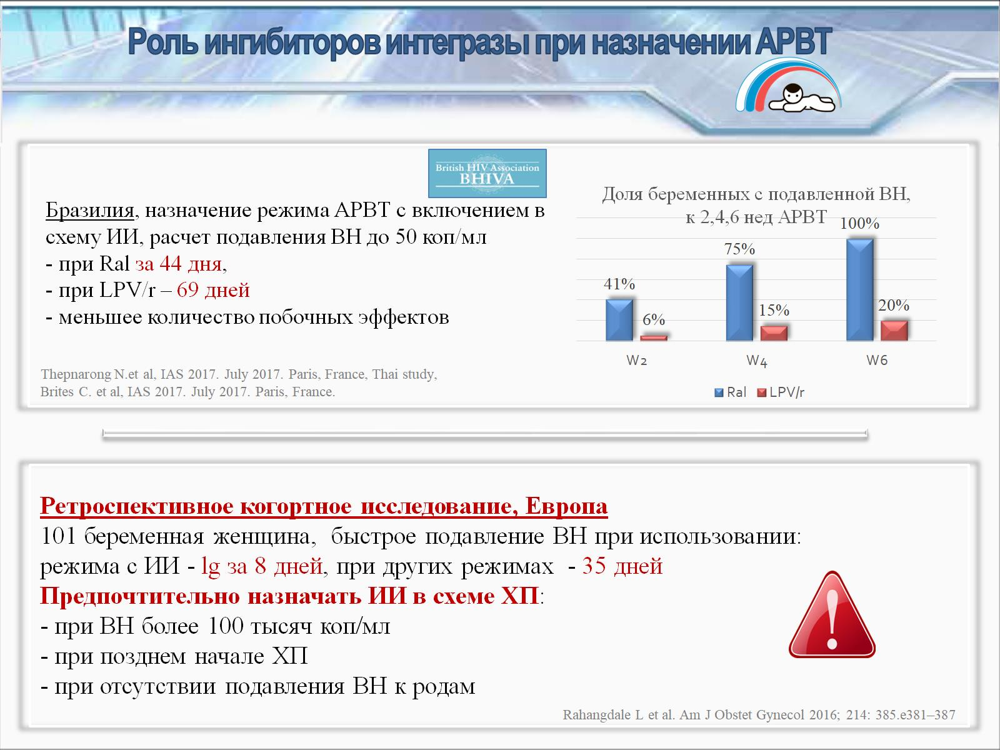 Роль ингибиторов интегразы при назначении АРВТ
British HIV Association
BHIVA
Бразилия, назначение режима АРВТ с включением в
схему ИИ, расчет подавления ВН до 50 коп/мл
- при Ral за 44 дня,
- при LPV/r – 69 дней
- меньшее количество побочных эффектов
Thepnarong N.et al, IAS 2017. July 2017. Paris, France, Thai study,
Brites C. et al, IAS 2017. July 2017. Paris, France.
Доля беременных с подавленной ВН,
к 2,4,6 нед АРВТ
41%
6%
75%
15%
100%
20%
W2
W4
W6
Ral
LPV/r
Ретроспективное когортное исследование, Европа
101 беременная женщина, быстрое подавление ВН при использовании:
режима с ИИ - lg за 8 дней, при других режимах - 35 дней
Предпочтительно назначать ИИ в схеме ХП:
- при ВН более 100 тысяч коп/мл
- при позднем начале ХП
- при отсутствии подавления ВН к родам
Rahangdale L et al. Am J Obstet Gynecol 2016; 214: 385.e381–387